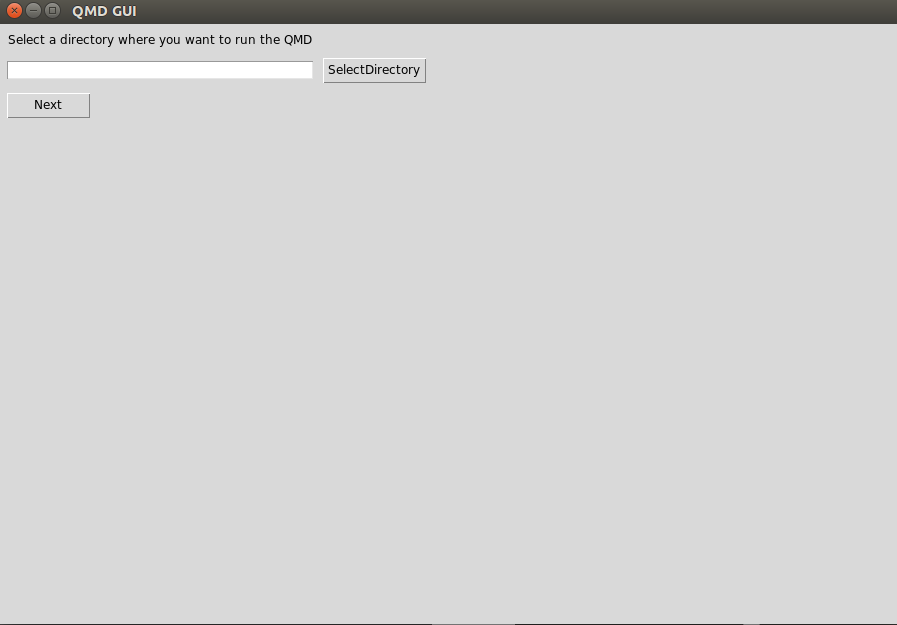 QMD GUI
Select a directory where you want to run the QMD
SelectDirectory
Next